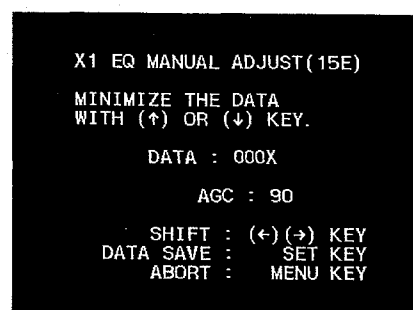 X1 EQ MANUAL ADJUST(15E)
MINIMIZE THE DATA
WITH (↑) OR (↓) KEY.
DATA : 000X
AGC : 90
SHIFT : (←)(→) KEY
DATA SAVE : SET KEY
ABORT : MENU KEY